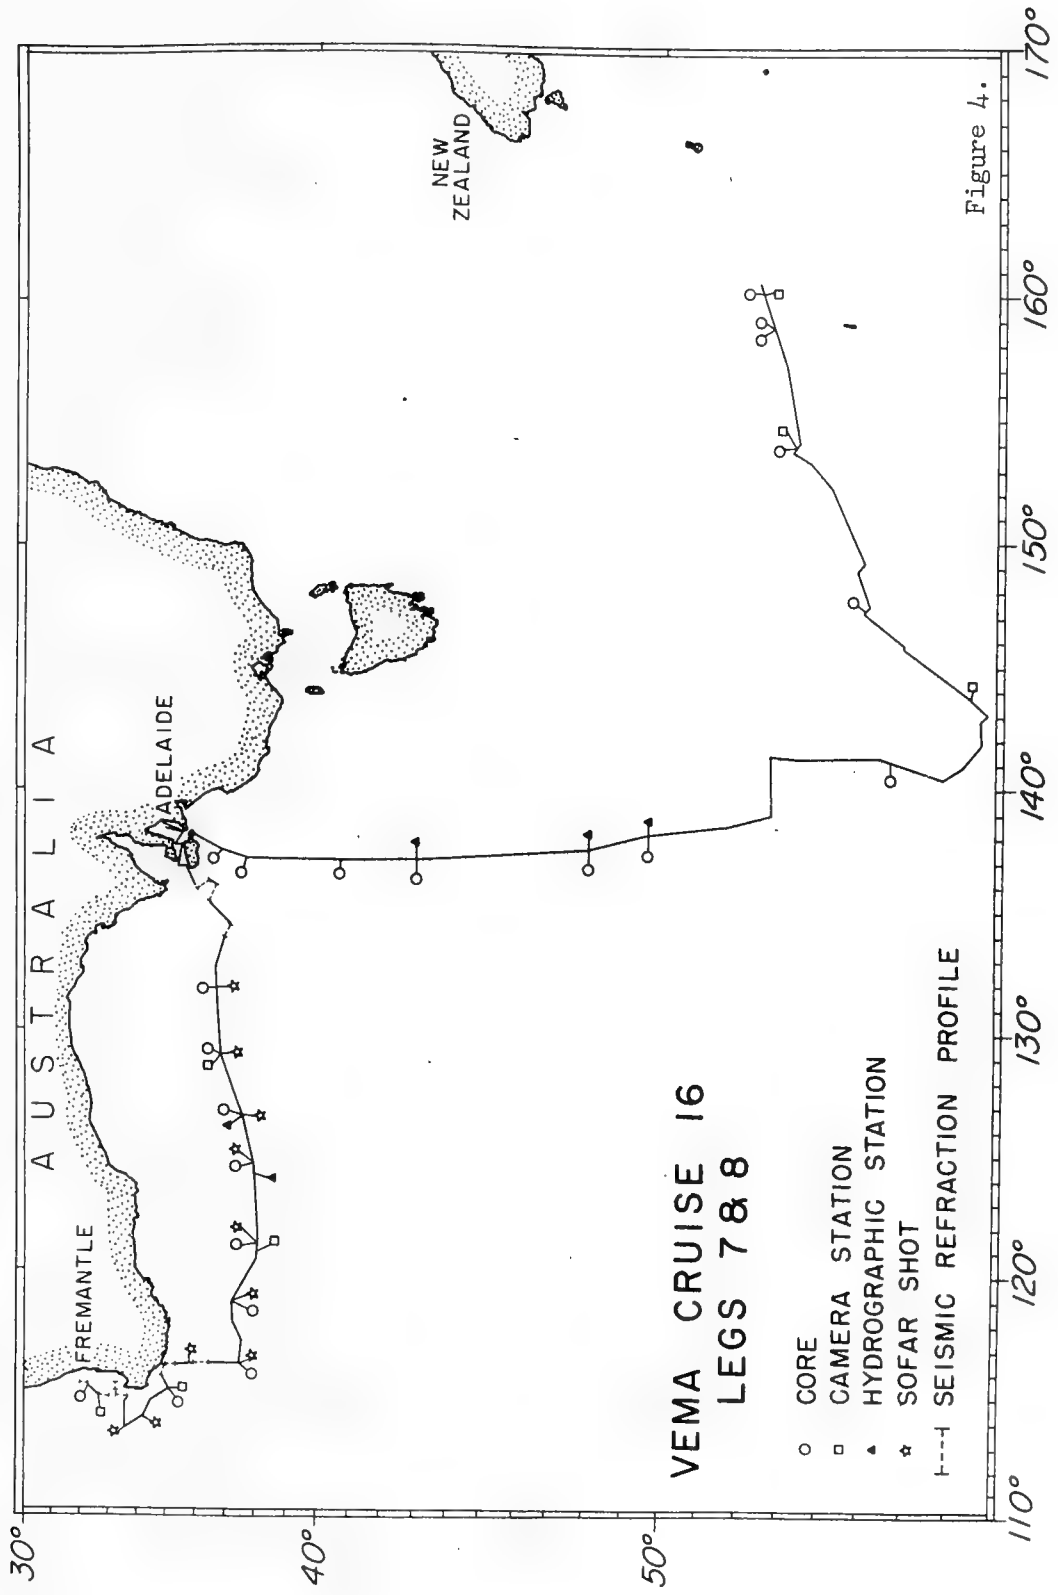 AUSTRALIA
FREMANTLE
ADELAIDE
NEW
ZEALAND
30°
40°
50°
110°
120°
130°
140°
150°
160°
170°
VEMA CRUISE 16
LEGS 7&8
CORE
CAMERA STATION
HYDROGRAPHIC STATION
SOFAR SHOT
SEISMIC REFRACTION PROFILE
Figure 4.